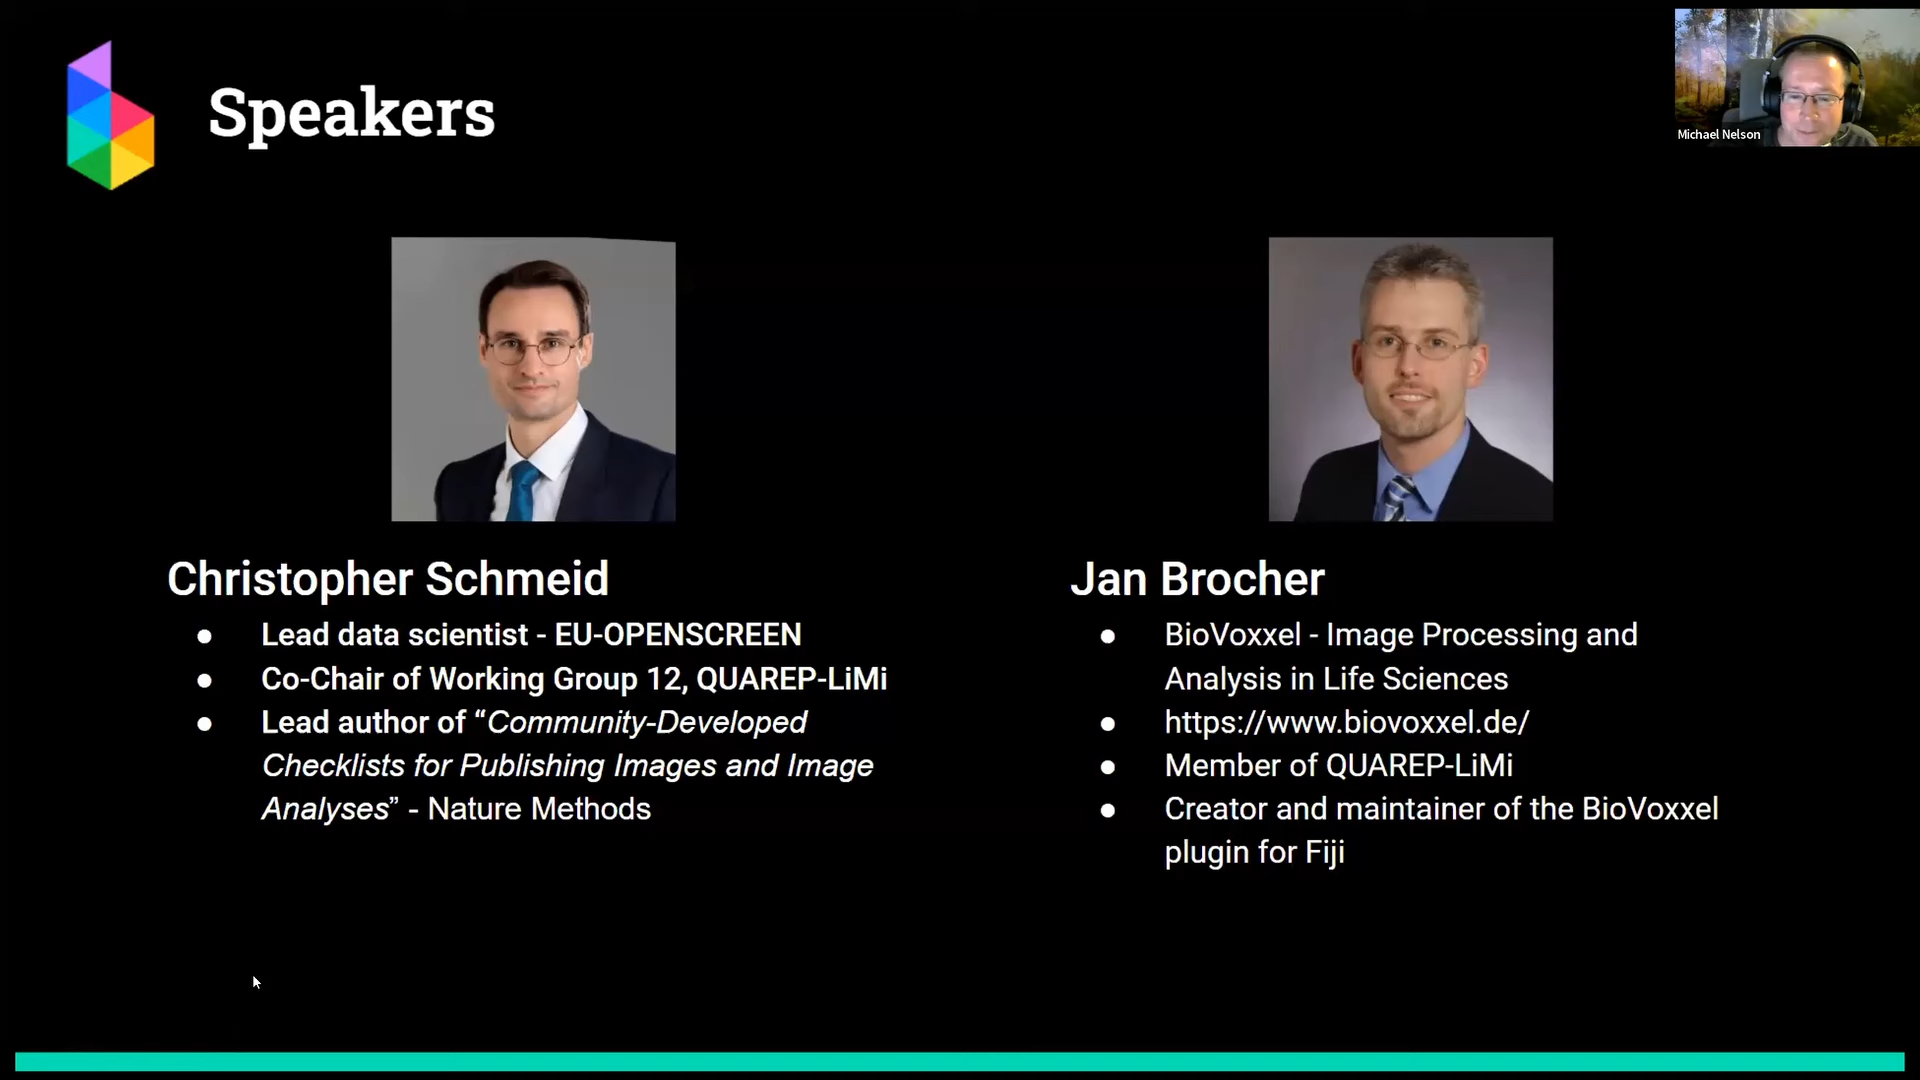 Speakers
Michael Nelson
Christopher Schmeid
● Lead data scientist - EU-OPENSCREEN
● Co-Chair of Working Group 12, QUAREP-LiMi
● Lead author of “Community-Developed
Checklists for Publishing Images and Image
Analyses” - Nature Methods
Jan Brocher
● BioVoxxel - Image Processing and
Analysis in Life Sciences
● https://www.biovoxxel.de/
● Member of QUAREP-LiMi
● Creator and maintainer of the BioVoxxel
plugin for Fiji